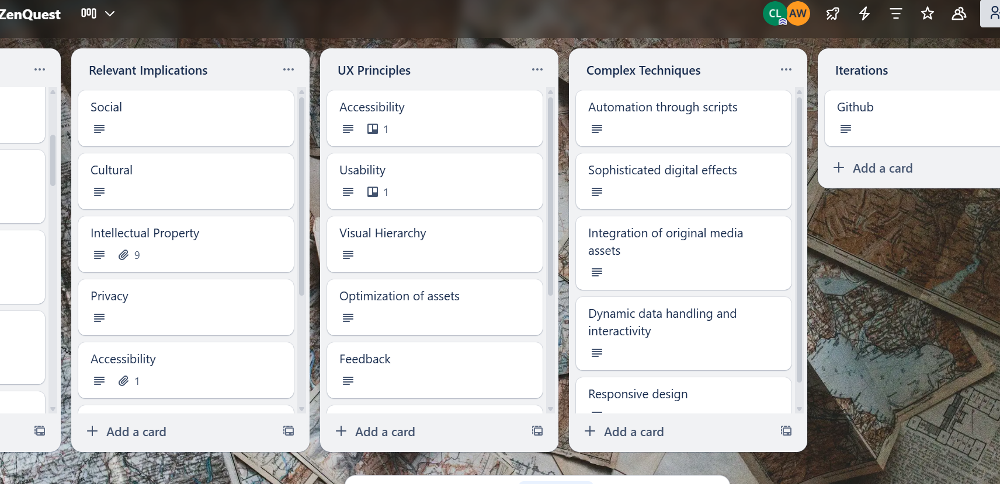 ZenQuest
CL
AW
Relevant Implications
Social
Cultural
Intellectual Property
9
Privacy
Accessibility
1
Add a card
UX Principles
Accessibility
1
Usability
1
Visual Hierarchy
Optimization of assets
Feedback
Add a card
Complex Techniques
Automation through scripts
Sophisticated digital effects
Integration of original media
assets
Dynamic data handling and
interactivity
Responsive design
Add a card
Iterations
Github
Add a card